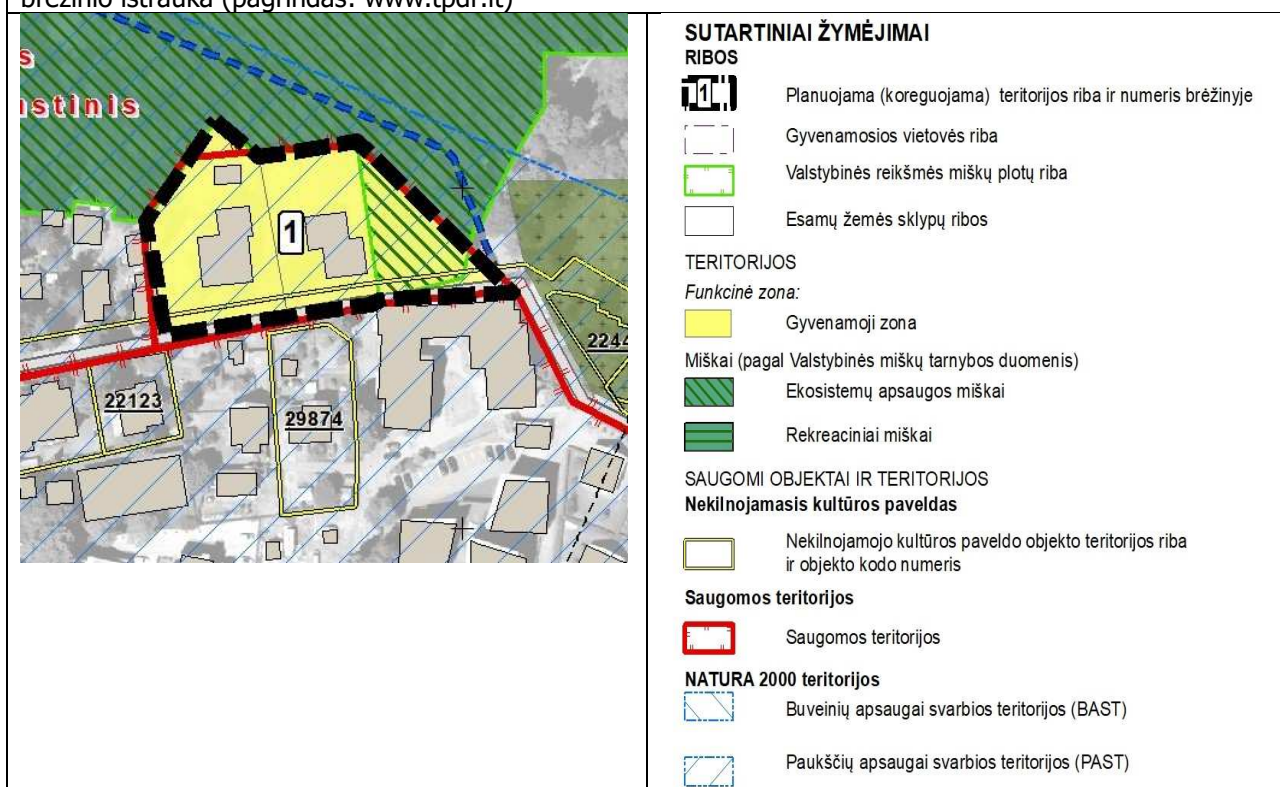 brėžinio ištrauka (pagrindas: www.tpdr.lt)
s
ustinis
1
2244
22123
29874
SUTARTINIAI ŽYMĖJIMAI
RIBOS
1 Planuojama (koreguojama) teritorijos riba ir numeris brėžinyje
Gyvenamosios vietovės riba
Valstybinės reikšmės miškų plotų riba
Esamų žemės sklypų ribos
TERITORIJOS
Funkcinė zona:
Gyvenamoji zona
Miškai (pagal Valstybinės miškų tarnybos duomenis)
Ekosistemų apsaugos miškai
Rekreaciniai miškai
SAUGOMI OBJEKTAI IR TERITORIJOS
Nekilnojamasis kultūros paveldas
Nekilnojamojo kultūros paveldo objekto teritorijos riba
ir objekto kodo numeris
Saugomos teritorijos
Saugomos teritorijos
NATURA 2000 teritorijos
Buveinių apsaugai svarbios teritorijos (BAST)
Paukščių apsaugai svarbios teritorijos (PAST)